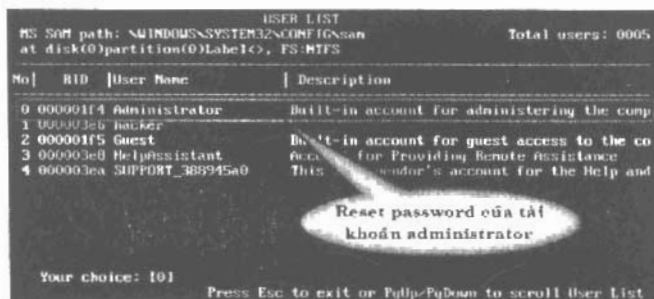 USER LIST
MS SAM path: \WINDOWS\SYSTEM32\CONFIG\sam Total users: 0005
at disk(0)partition(0)Label<>, FS:NTFS
No| RID |User Name | Description
0 000001f4 Administrator Built-in account for administering the comp
1 000003e6 hacker
2 000001f5 Guest Built-in account for guest access to the co
3 000003e8 HelpAssistant for Providing Remote Assistance
4 000003ea SUPPORT_388945a0 This vendor's account for the Help and
Reset password của tài
khoản administrator
Your choice: [0]
Press Esc to exit or PgUp/PgDown to scroll User List